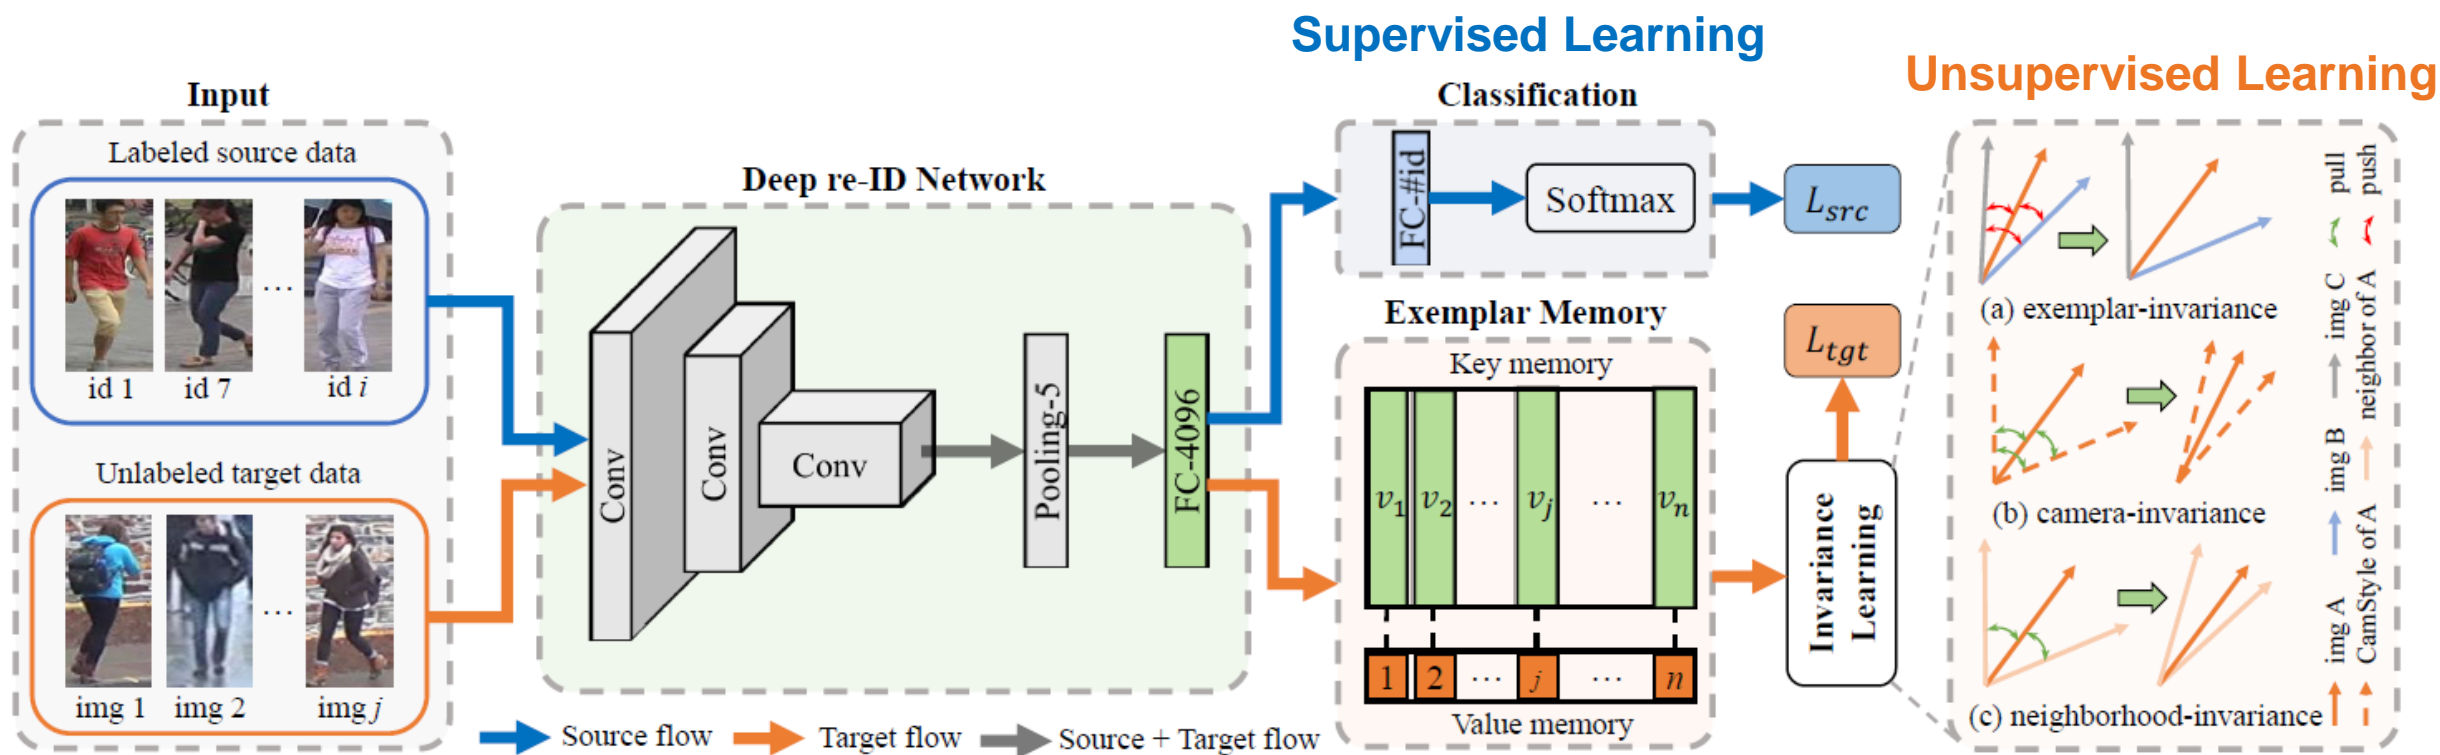 Supervised Learning
Unsupervised Learning
Input
Labeled source data
id 1
id 7
...
id i
Unlabeled target data
img 1
img 2
...
img j
Deep re-ID Network
Conv
Conv
Conv
Pooling-5
FC-4096
Classification
FC-#id
Softmax
L_src
Exemplar Memory
Key memory
v_1
v_2
...
v_j
...
v_n
1
2
...
j
...
n
Value memory
L_tgt
Invariance
Learning
(a) exemplar-invariance
(b) camera-invariance
(c) neighborhood-invariance
img A
img B
img C
pull
CamStyle of A
neighbor of A
push
Source flow
Target flow
Source + Target flow